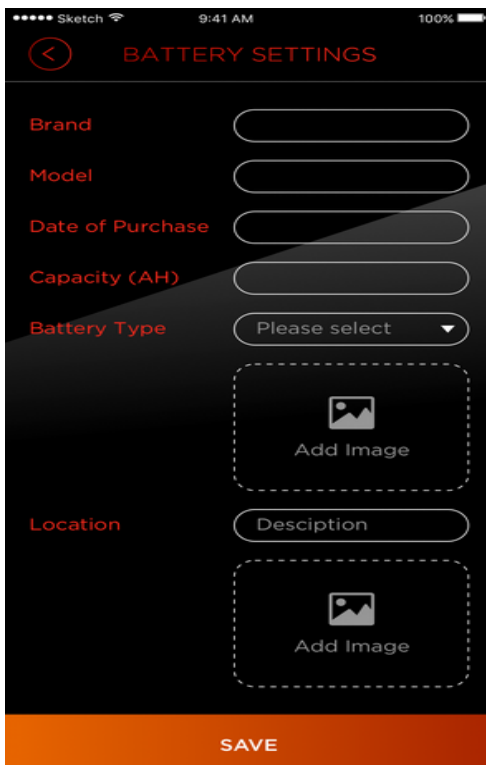 Sketch 9:41 AM 100%
BATTERY SETTINGS
Brand
Model
Date of Purchase
Capacity (AH)
Battery Type Please select
Add Image
Location Desciption
Add Image
SAVE